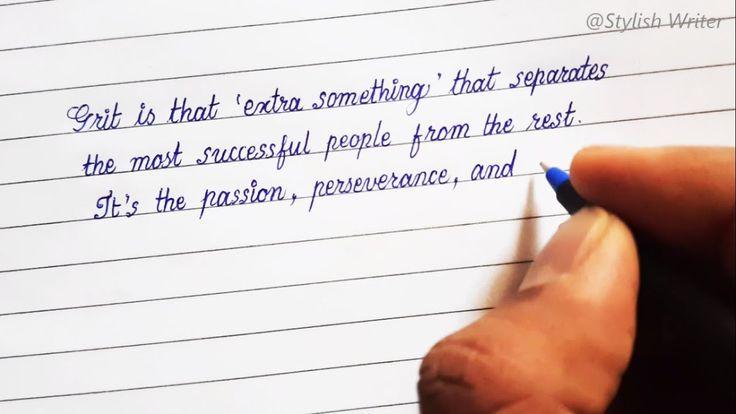 @Stylish Writer
Grit is that 'extra something,' that separates
the most successful people from the rest.
It's the passion, perseverance, and